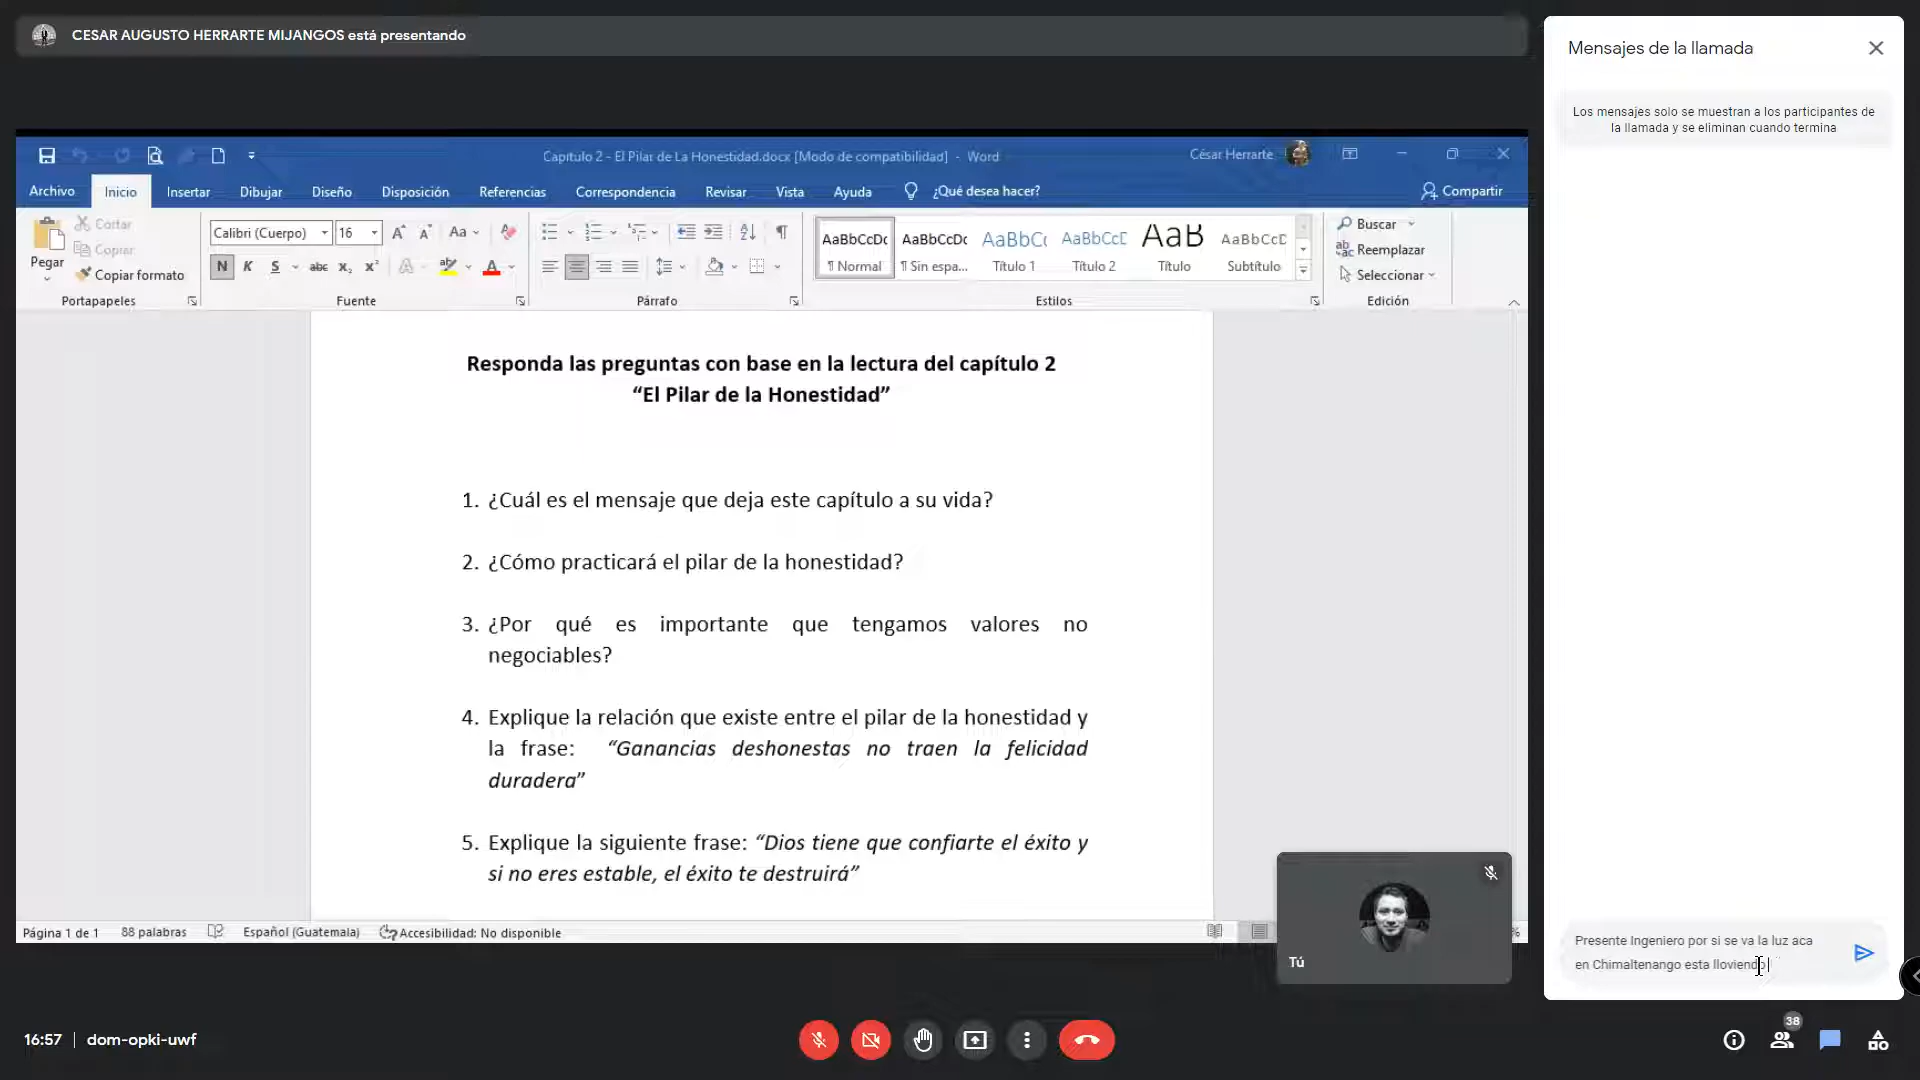 CESAR AUGUSTO HERRARTE MIJANGOS está presentando
Capitulo 2 - El Pilar de La Honestidad.docx [Modo de compatibilidad] - Word
César Herrarte
Archivo Inicio Insertar Dibujar Diseño Disposición Referencias Correspondencia Revisar Vista Ayuda ¿Qué desea hacer? Compartir
Pegar
Cortar
Copiar
Copiar formato
Portapapeles
Calibri (Cuerpo) 16
N K S abc x₂ x²
Fuente
Párrafo
AaBbCcDc AaBbCcDc AaBbCc AaBbCcD AaB AaBbCcD
¶ Normal ¶ Sin espa... Título 1 Título 2 Título Subtítulo
Estilos
Buscar
Reemplazar
Seleccionar
Edición
Responda las preguntas con base en la lectura del capítulo 2
“El Pilar de la Honestidad”
1. ¿Cuál es el mensaje que deja este capítulo a su vida?
2. ¿Cómo practicará el pilar de la honestidad?
3. ¿Por qué es importante que tengamos valores no
negociables?
4. Explique la relación que existe entre el pilar de la honestidad y
la frase: “Ganancias deshonestas no traen la felicidad
duradera”
5. Explique la siguiente frase: “Dios tiene que confiarte el éxito y
si no eres estable, el éxito te destruirá”
Página 1 de 1 88 palabras Español (Guatemala) Accesibilidad: No disponible
Tú
Mensajes de la llamada
Los mensajes solo se muestran a los participantes de
la llamada y se eliminan cuando termina
Presente Ingeniero por si se va la luz aca
en Chimaltenango esta lloviendo
16:57 | dom-opki-uwf
38